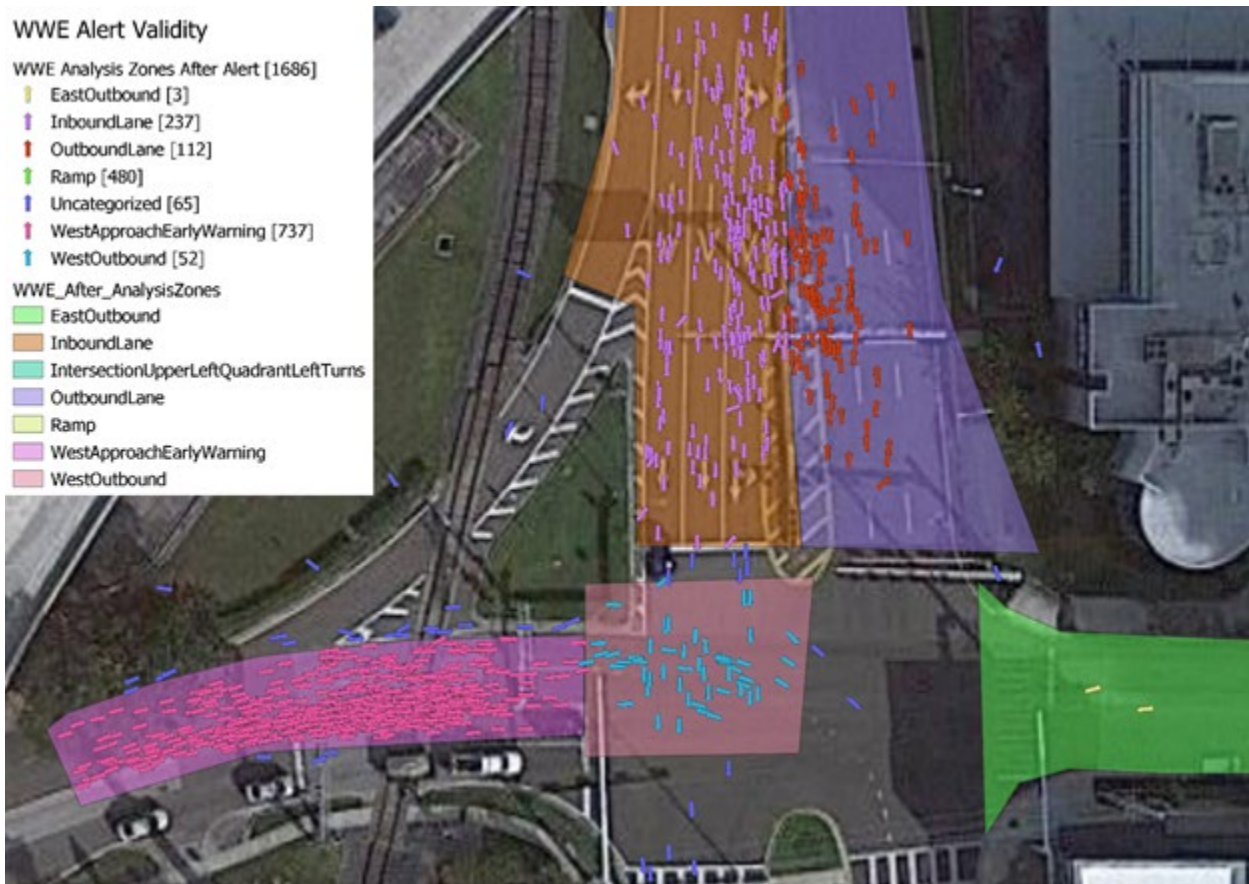 WWE Alert Validity
WWE Analysis Zones After Alert [1686]
EastOutbound [3]
InboundLane [237]
OutboundLane [112]
Ramp [480]
Uncategorized [65]
WestApproachEarlyWarning [737]
WestOutbound [52]
WWE_After_AnalysisZones
EastOutbound
InboundLane
IntersectionUpperLeftQuadrantLeftTurns
OutboundLane
Ramp
WestApproachEarlyWarning
WestOutbound